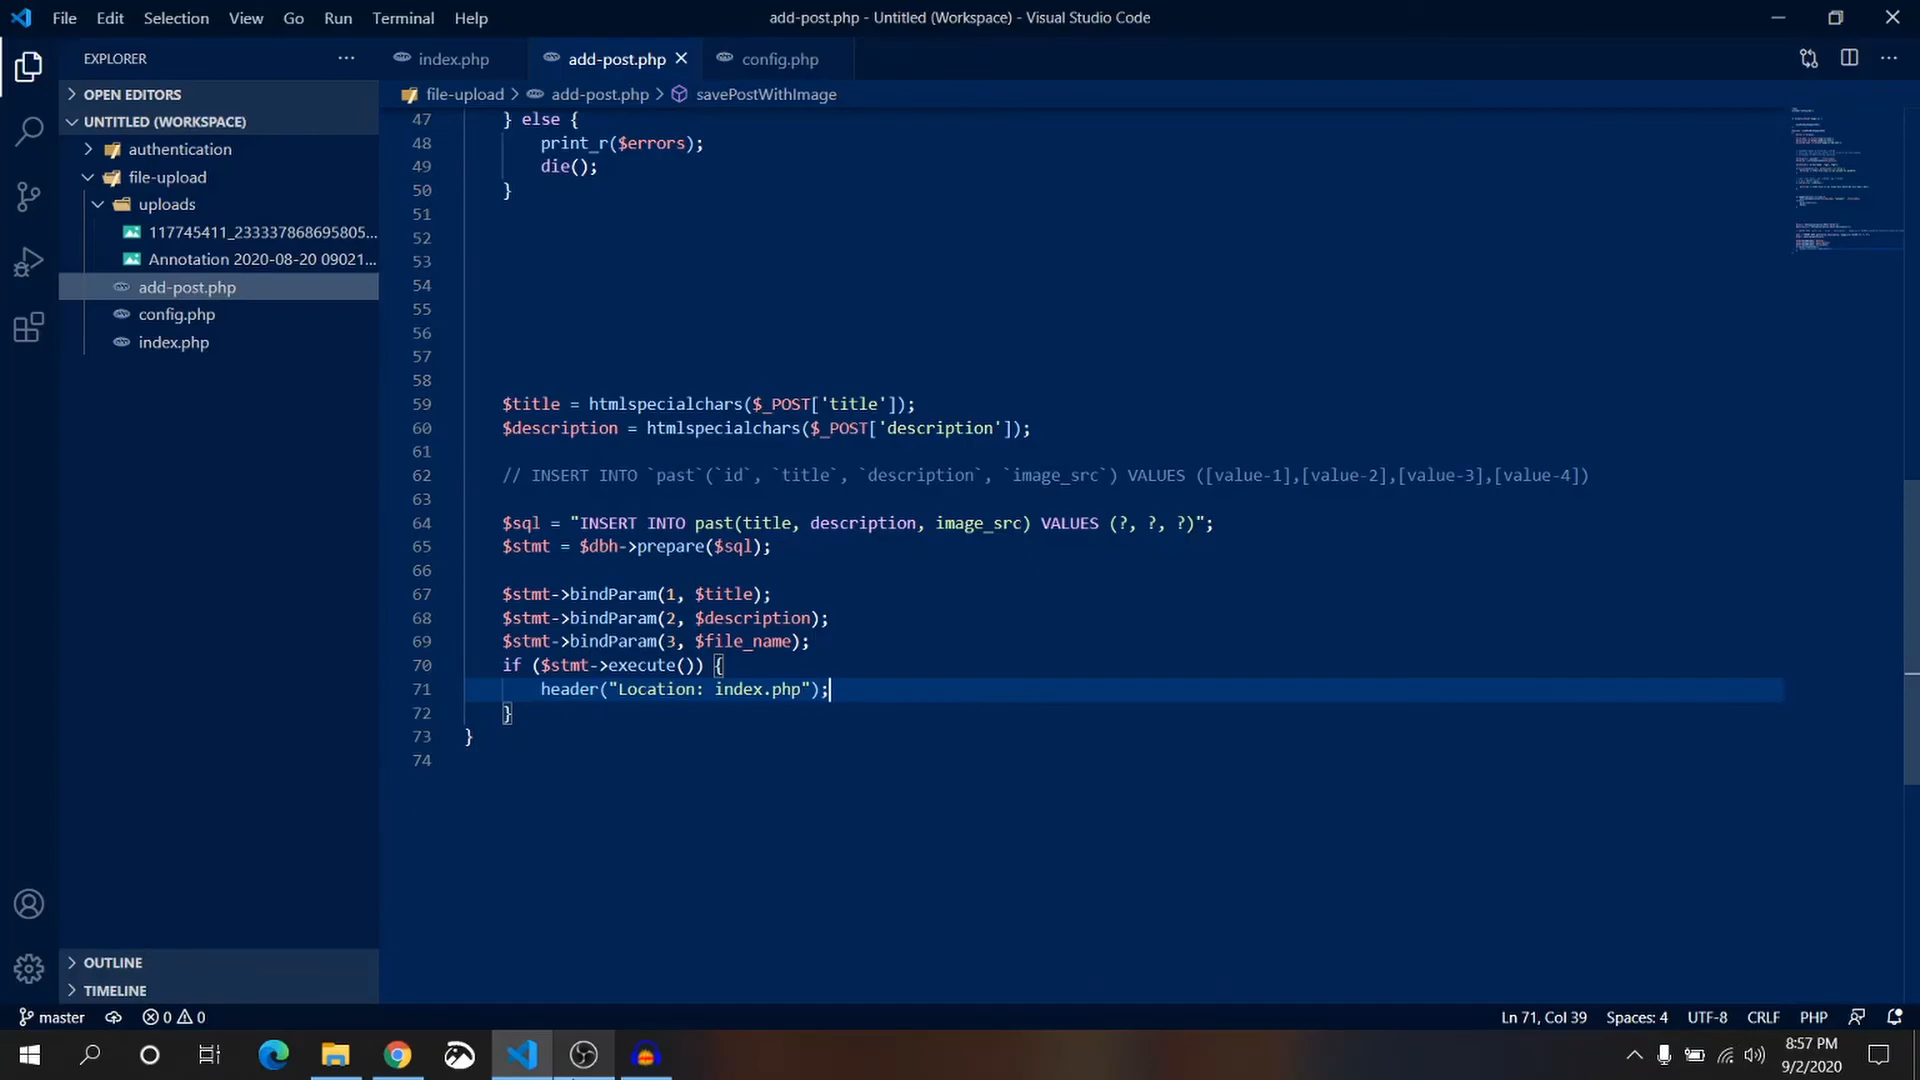 File Edit Selection View Go Run Terminal Help
add-post.php - Untitled (Workspace) - Visual Studio Code
EXPLORER
index.php
add-post.php
config.php
OPEN EDITORS
UNTITLED (WORKSPACE)
authentication
file-upload
uploads
117745411_233337868695805...
Annotation 2020-08-20 09021...
add-post.php
config.php
index.php
file-upload > add-post.php > savePostWithImage
47 } else {
48 print_r($errors);
49 die();
50 }
51
52
53
54
55
56
57
58
59 $title = htmlspecialchars($_POST['title']);
60 $description = htmlspecialchars($_POST['description']);
61
62 // INSERT INTO `past`(`id`, `title`, `description`, `image_src`) VALUES ([value-1],[value-2],[value-3],[value-4])
63
64 $sql = "INSERT INTO past(title, description, image_src) VALUES (?, ?, ?)";
65 $stmt = $dbh->prepare($sql);
66
67 $stmt->bindParam(1, $title);
68 $stmt->bindParam(2, $description);
69 $stmt->bindParam(3, $file_name);
70 if ($stmt->execute()) {
71 header("Location: index.php");
72 }
73 }
74
OUTLINE
TIMELINE
master
0 0
Ln 71, Col 39 Spaces: 4 UTF-8 CRLF PHP
8:57 PM
9/2/2020